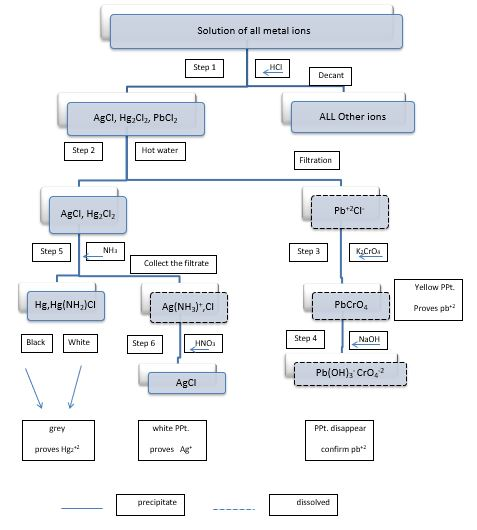 Solution of all metal ions
Step 1
HCl
Decant
AgCl, Hg₂Cl₂, PbCl₂
ALL Other ions
Step 2
Hot water
Filtration
AgCl, Hg₂Cl₂
Pb⁺²Cl⁻
Step 5
NH₃
Step 3
K₂CrO₄
Collect the filtrate
Hg,Hg(NH₂)Cl
Ag(NH₃)⁺,Cl
PbCrO₄
Yellow PPt.
Proves pb⁺²
Black
White
Step 6
HNO₃
Step 4
NaOH
AgCl
Pb(OH)₃⁻CrO₄⁻²
grey
proves Hg₂⁺²
white PPt.
proves Ag⁺
PPt. disappear
confirm pb⁺²
precipitate
dissolved